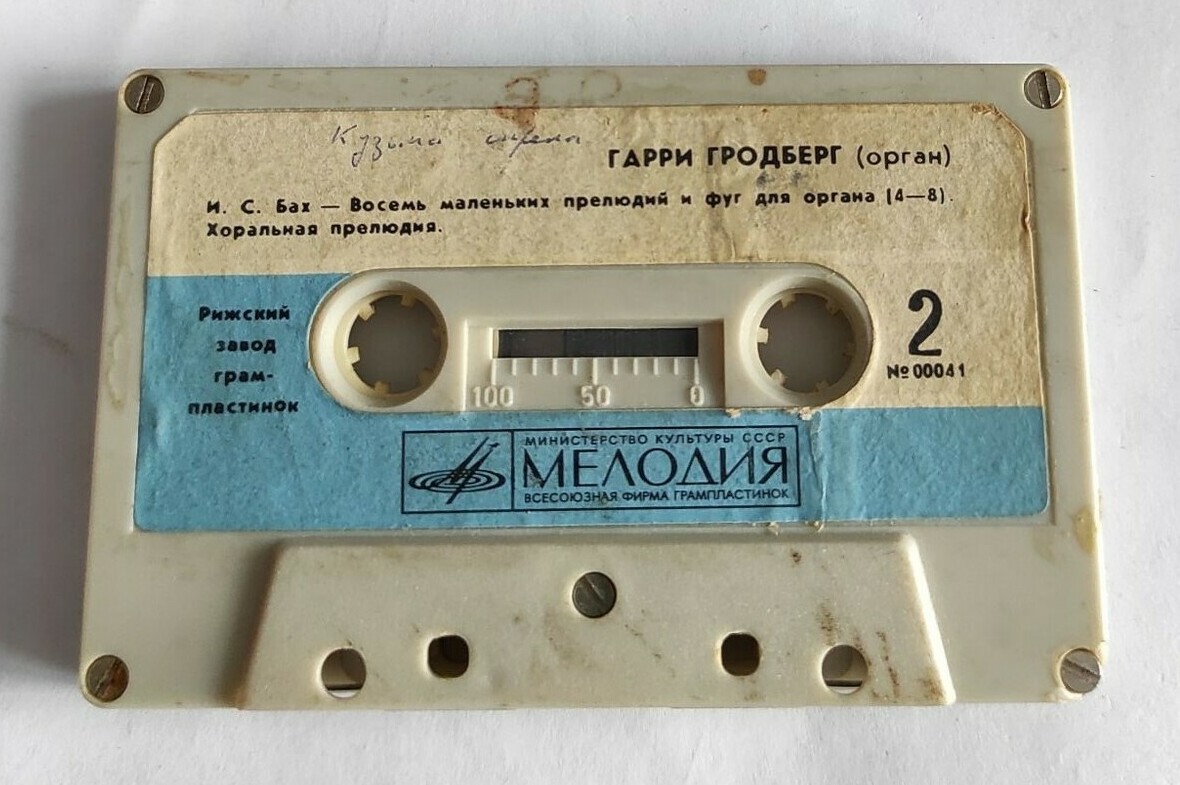 Кузьма
ГАРРИ ГРОДБЕРГ (орган)
И. С. Бах — Восемь маленьких прелюдий и фуг для органа (4—8).
Хоральная прелюдия.
Рижский
завод
грам-
пластинок
2
№ 00041
100 50 0
МИНИСТЕРСТВО КУЛЬТУРЫ СССР
МЕЛОДИЯ
ВСЕСОЮЗНАЯ ФИРМА ГРАМПЛАСТИНОК